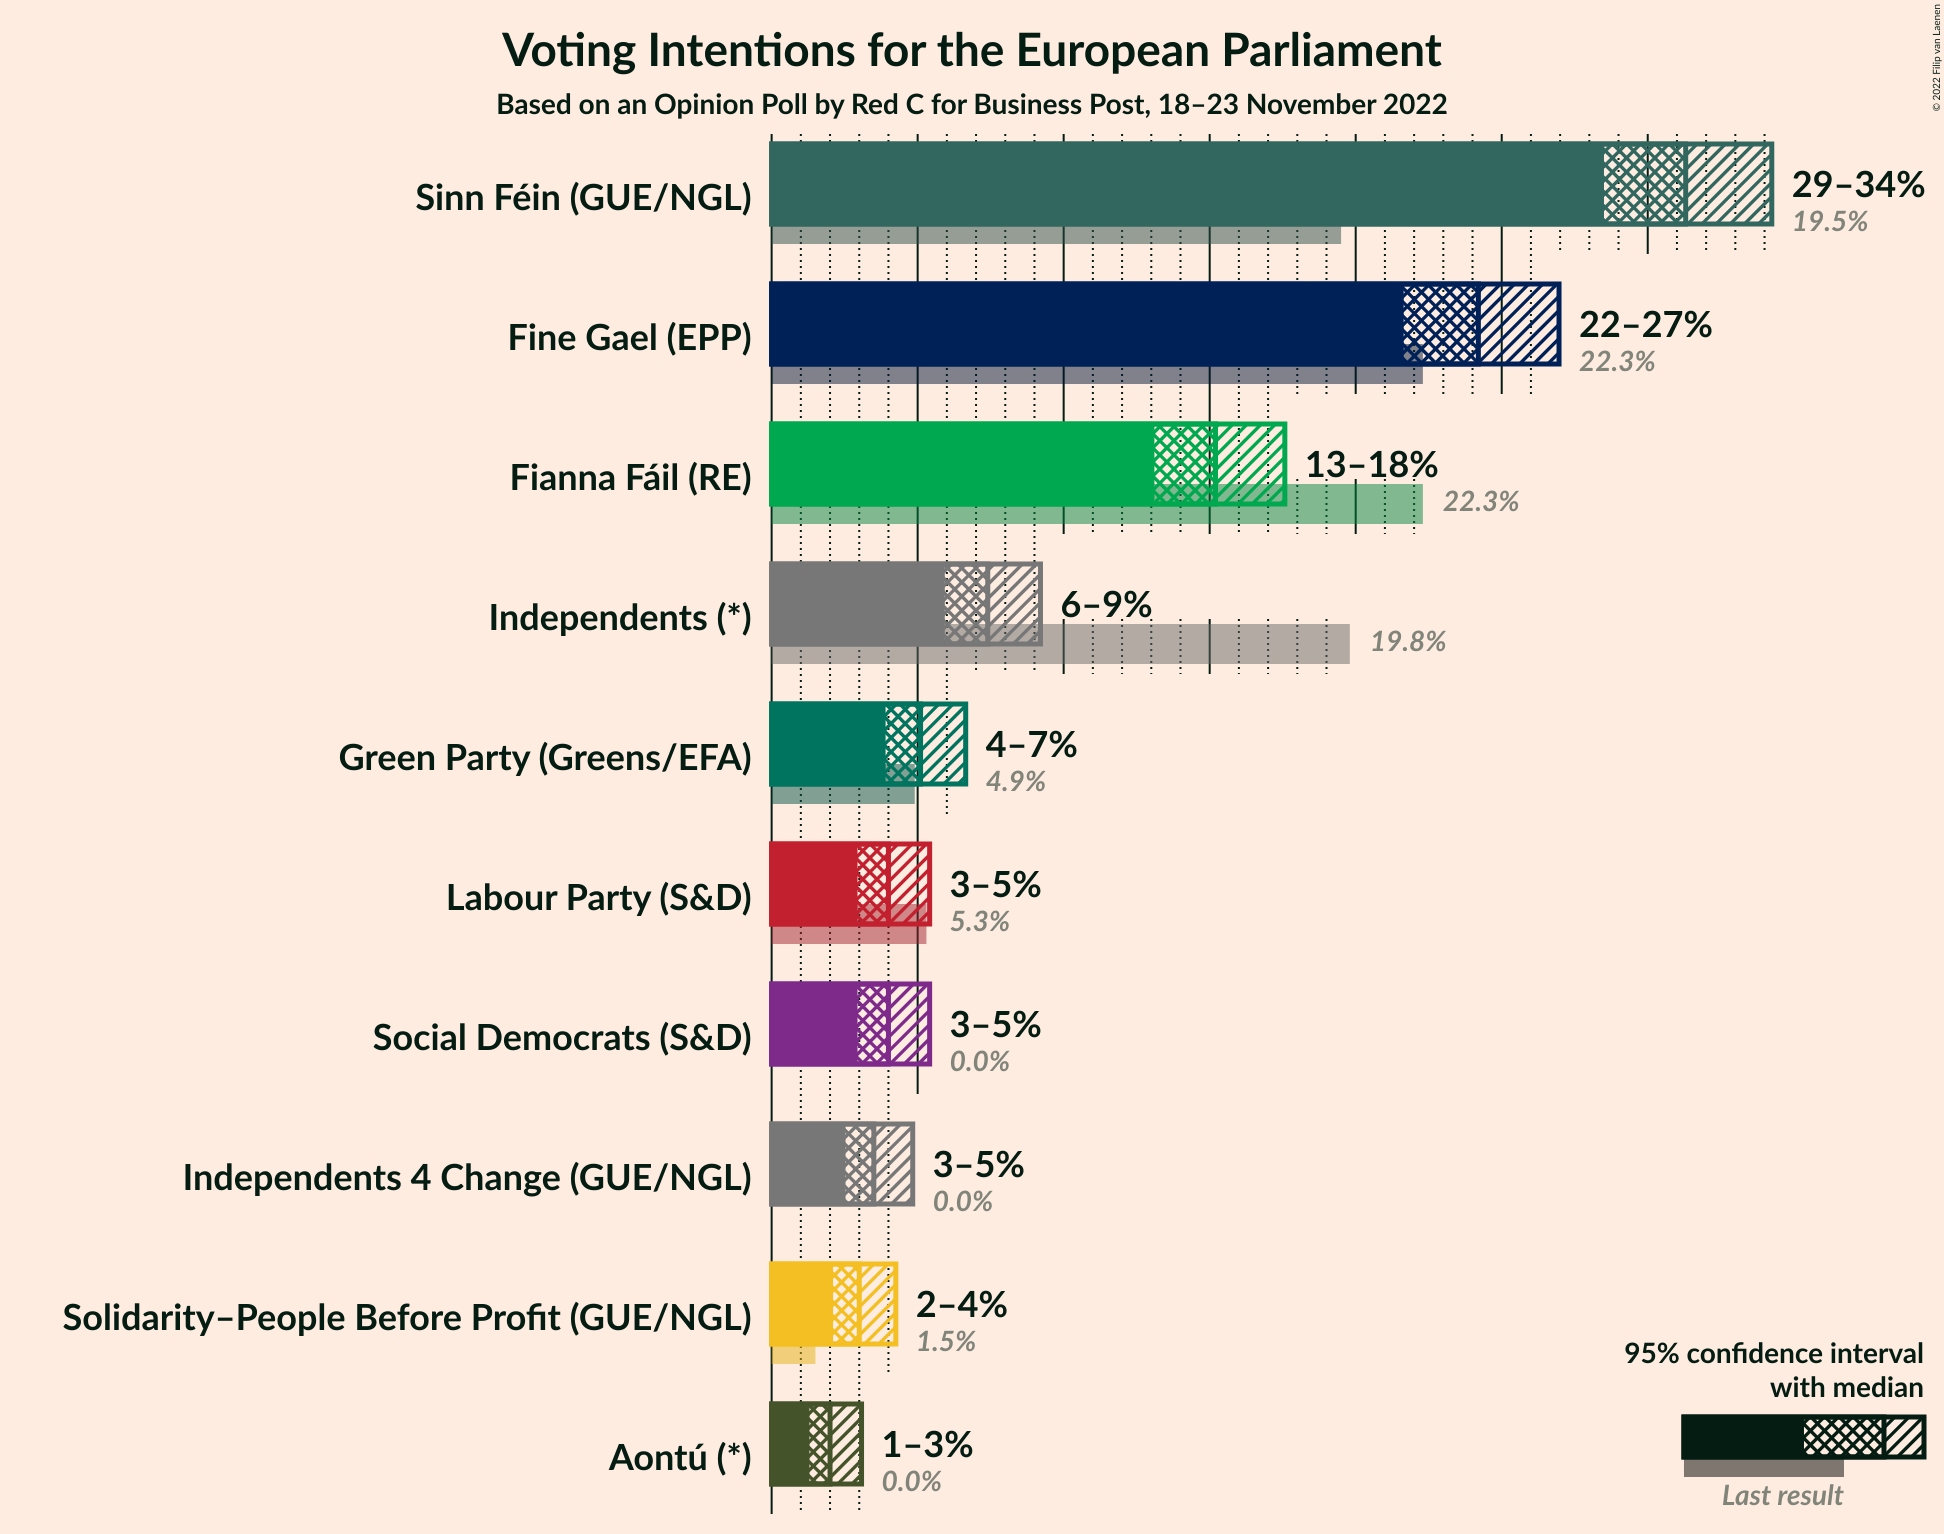 Voting Intentions for the European Parliament
Based on an Opinion Poll by Red C for Business Post, 18–23 November 2022
© 2022 Filip van Laenen
Sinn Féin (GUE/NGL)
29–34%
19.5%
Fine Gael (EPP)
22–27%
22.3%
Fianna Fáil (RE)
13–18%
22.3%
Independents (*)
6–9%
19.8%
Green Party (Greens/EFA)
4–7%
4.9%
Labour Party (S&D)
3–5%
5.3%
Social Democrats (S&D)
3–5%
0.0%
Independents 4 Change (GUE/NGL)
3–5%
0.0%
Solidarity–People Before Profit (GUE/NGL)
2–4%
1.5%
Aontú (*)
1–3%
0.0%
95% confidence interval
with median
Last result